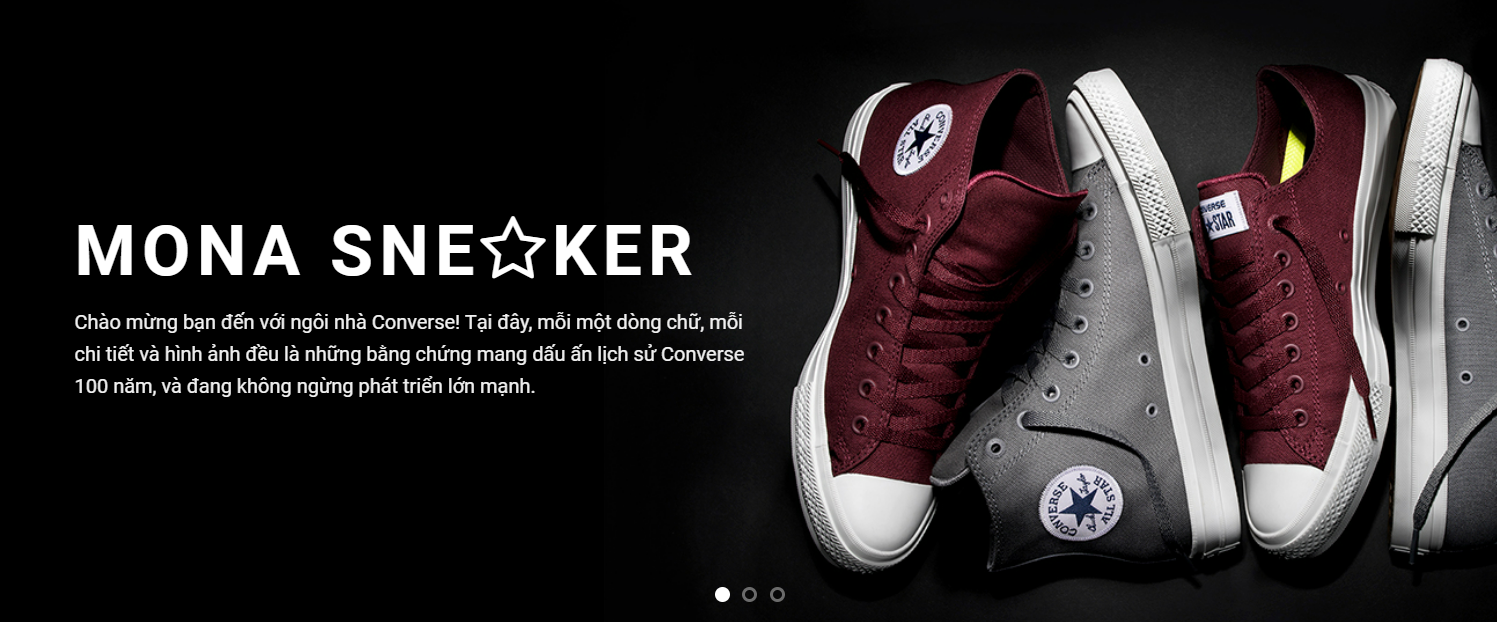 MONA SNE☆KER
Chào mừng bạn đến với ngôi nhà Converse! Tại đây, mỗi một dòng chữ, mỗi
chi tiết và hình ảnh đều là những bằng chứng mang dấu ấn lịch sử Converse
100 năm, và đang không ngừng phát triển lớn mạnh.
CONVERSE
ALL STAR
STAR
CONVERSE
ALL STAR